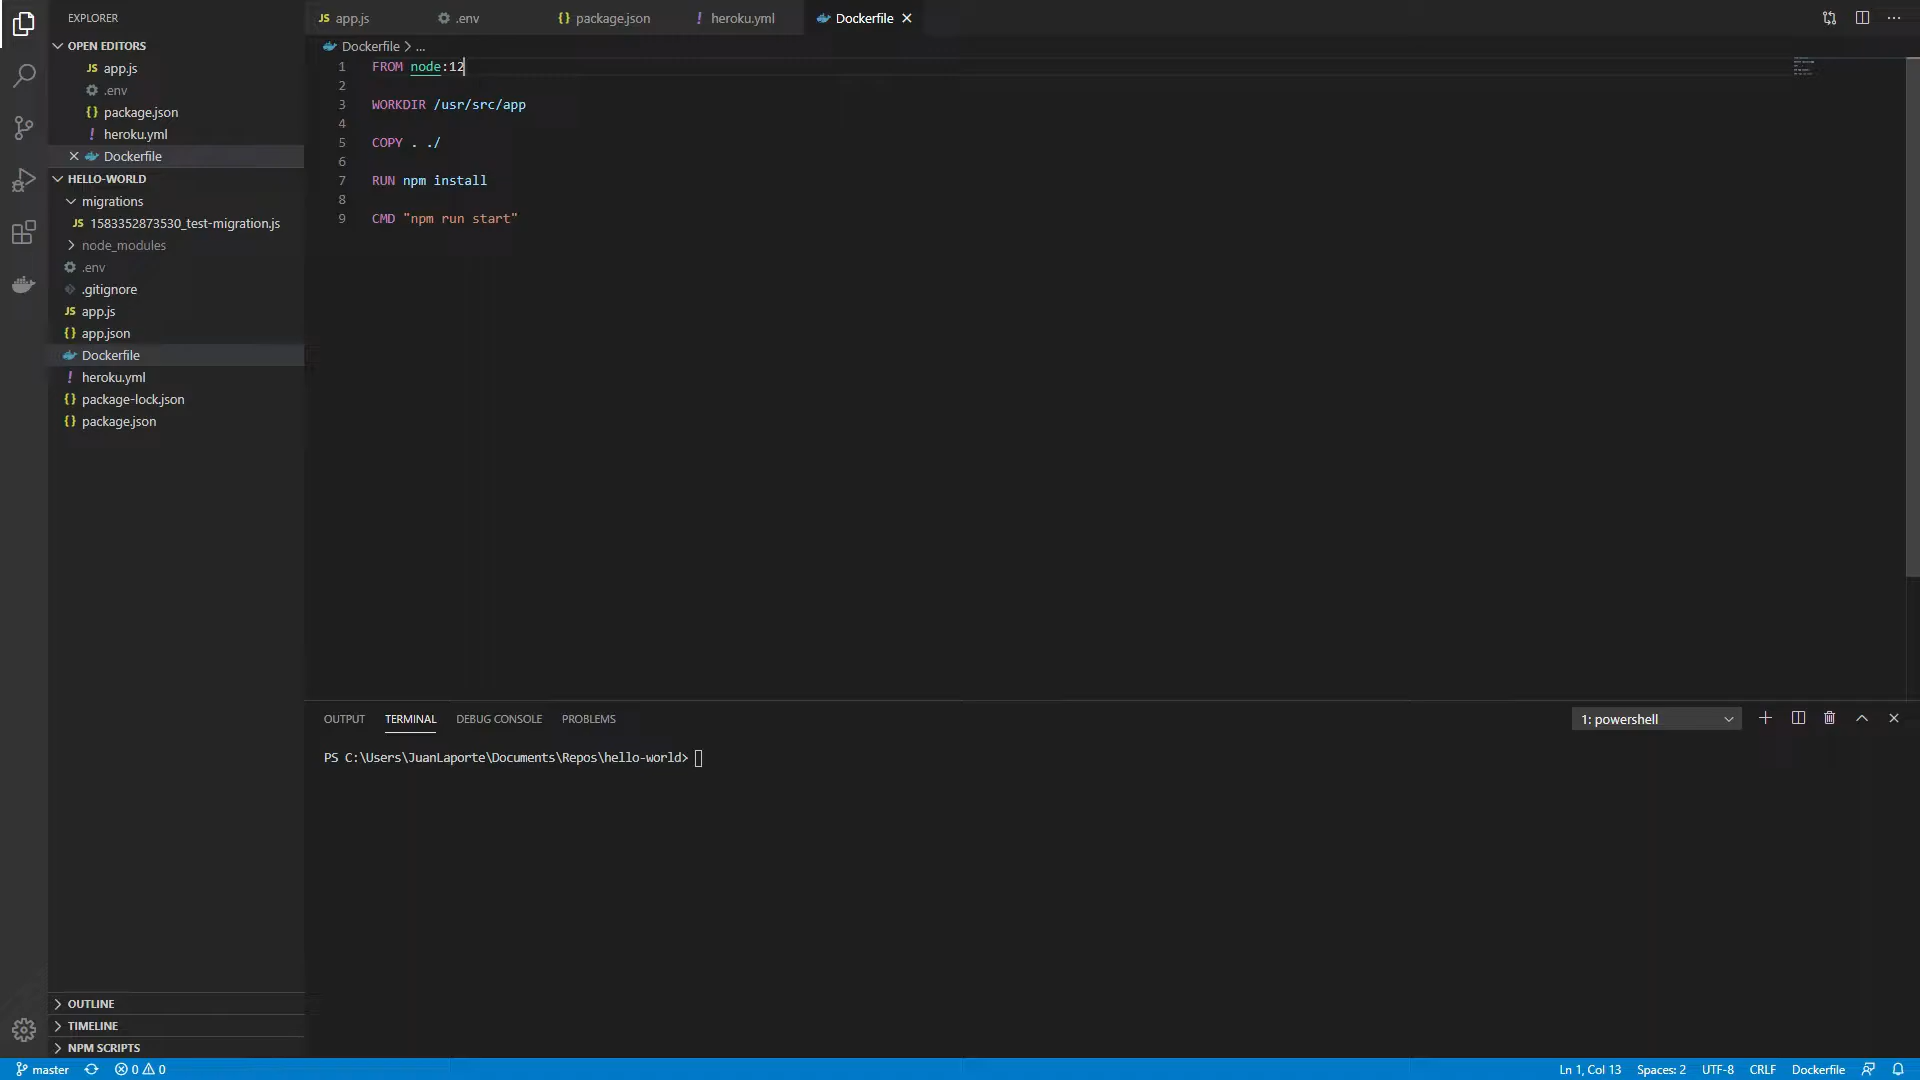 EXPLORER
OPEN EDITORS
JS app.js
.env
{} package.json
! heroku.yml
Dockerfile
HELLO-WORLD
migrations
JS 1583352873530_test-migration.js
node_modules
.env
.gitignore
JS app.js
{} app.json
Dockerfile
! heroku.yml
{} package-lock.json
{} package.json
OUTLINE
TIMELINE
NPM SCRIPTS
JS app.js .env {} package.json ! heroku.yml Dockerfile
Dockerfile > ...
1 FROM node:12
2
3 WORKDIR /usr/src/app
4
5 COPY . ./
6
7 RUN npm install
8
9 CMD "npm run start"
OUTPUT TERMINAL DEBUG CONSOLE PROBLEMS 1: powershell
PS C:\Users\JuanLaporte\Documents\Repos\hello-world>
master 0 0 Ln 1, Col 13 Spaces: 2 UTF-8 CRLF Dockerfile